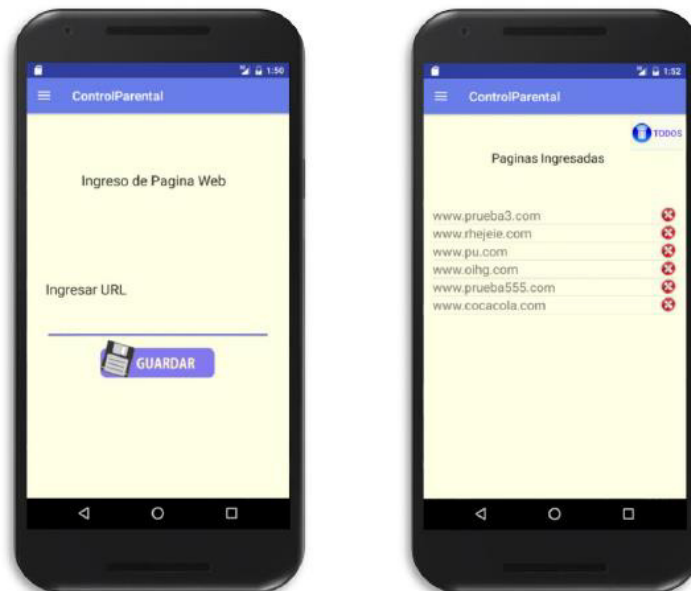 1:50
ControlParental
Ingreso de Pagina Web
Ingresar URL
GUARDAR
1:52
ControlParental
TODOS
Paginas Ingresadas
www.prueba3.com
www.rhejeie.com
www.pu.com
www.oihg.com
www.prueba555.com
www.cocacola.com